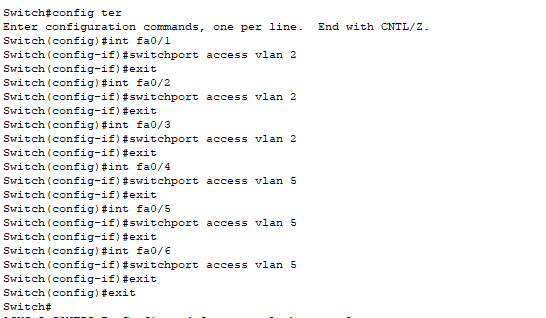 Switch#config ter
Enter configuration commands, one per line.  End with CNTL/Z.
Switch(config)#int fa0/1
Switch(config-if)#switchport access vlan 2
Switch(config-if)#exit
Switch(config)#int fa0/2
Switch(config-if)#switchport access vlan 2
Switch(config-if)#exit
Switch(config)#int fa0/3
Switch(config-if)#switchport access vlan 2
Switch(config-if)#exit
Switch(config)#int fa0/4
Switch(config-if)#switchport access vlan 5
Switch(config-if)#exit
Switch(config)#int fa0/5
Switch(config-if)#switchport access vlan 5
Switch(config-if)#exit
Switch(config)#int fa0/6
Switch(config-if)#switchport access vlan 5
Switch(config-if)#exit
Switch(config)#exit
Switch#